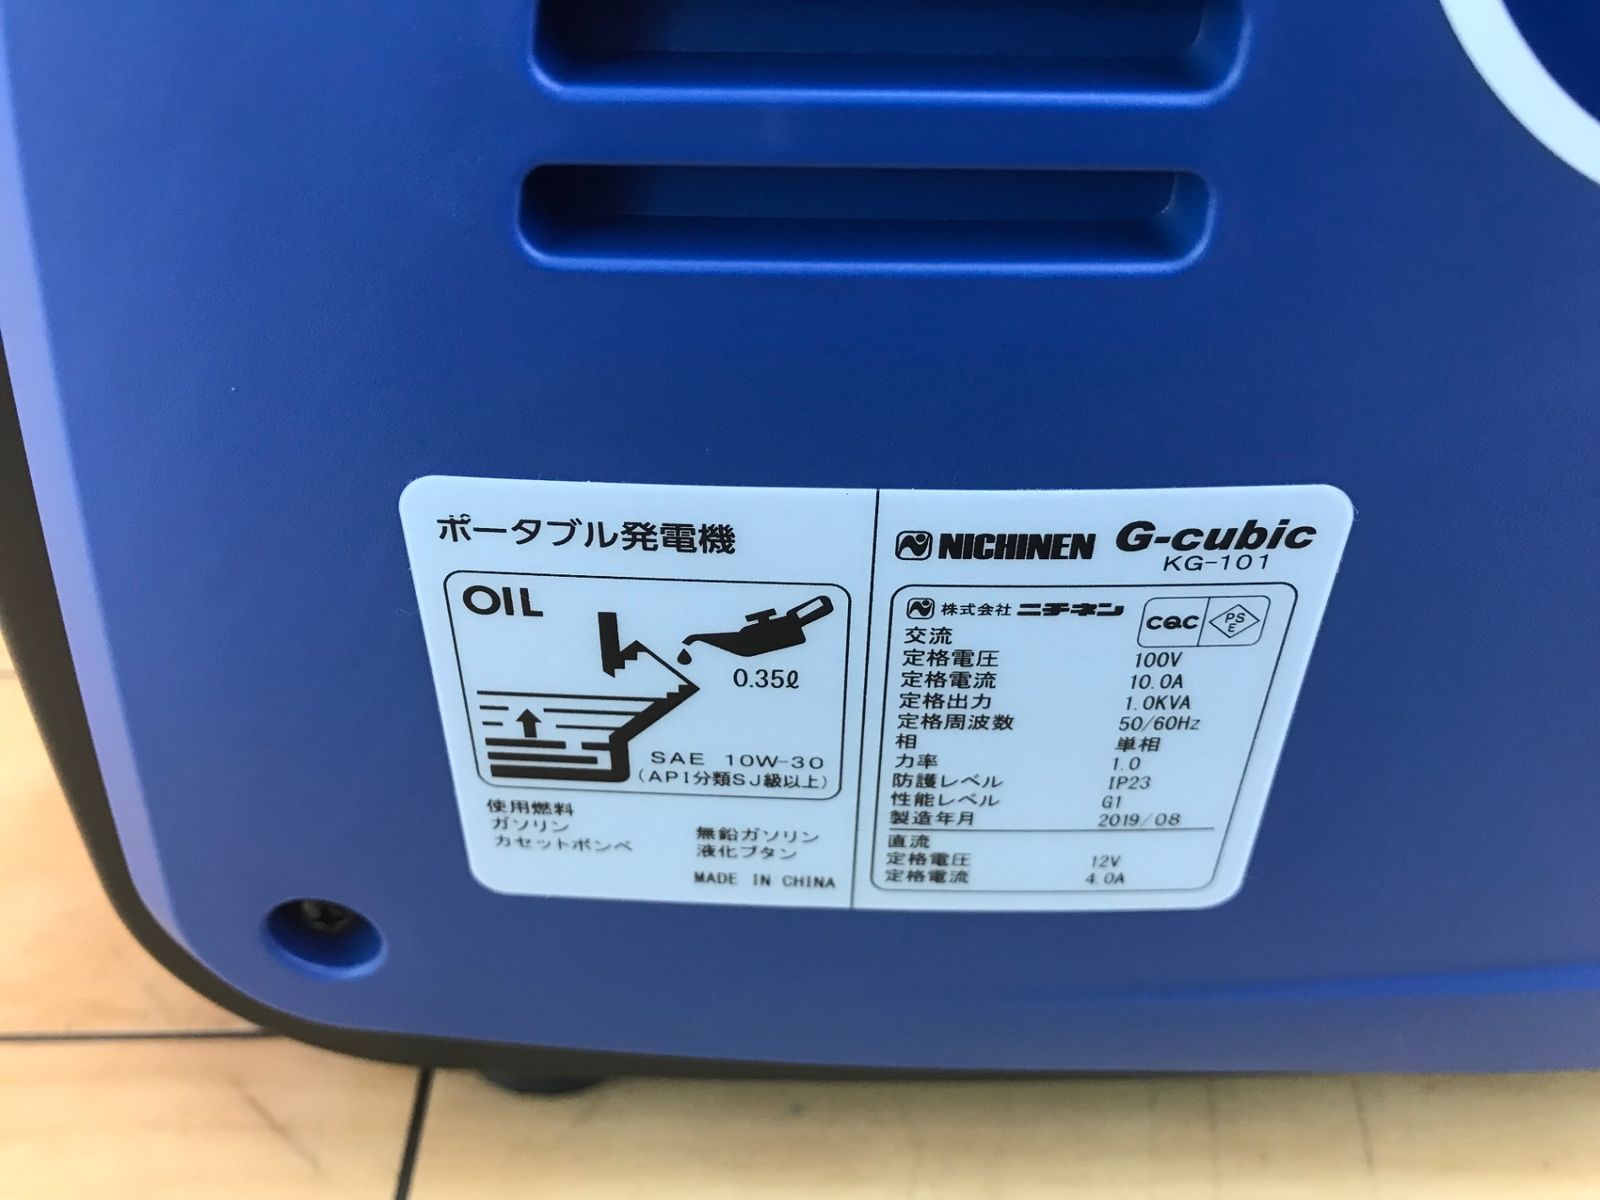 ポータブル発電機
OIL
0.35ℓ
SAE 10W-30
(API分類SJ級以上)
使用燃料
ガソリン 無鉛ガソリン
カセットボンベ 液化ブタン
MADE IN CHINA
NICHINEN G-cubic
KG-101
株式会社 ニチネン CQC PSE
交流
定格電圧 100V
定格電流 10.0A
定格出力 1.0KVA
定格周波数 50/60Hz
相 単相
力率 1.0
防護レベル IP23
性能レベル G1
製造年月 2019/08
直流
定格電圧 12V
定格電流 4.0A